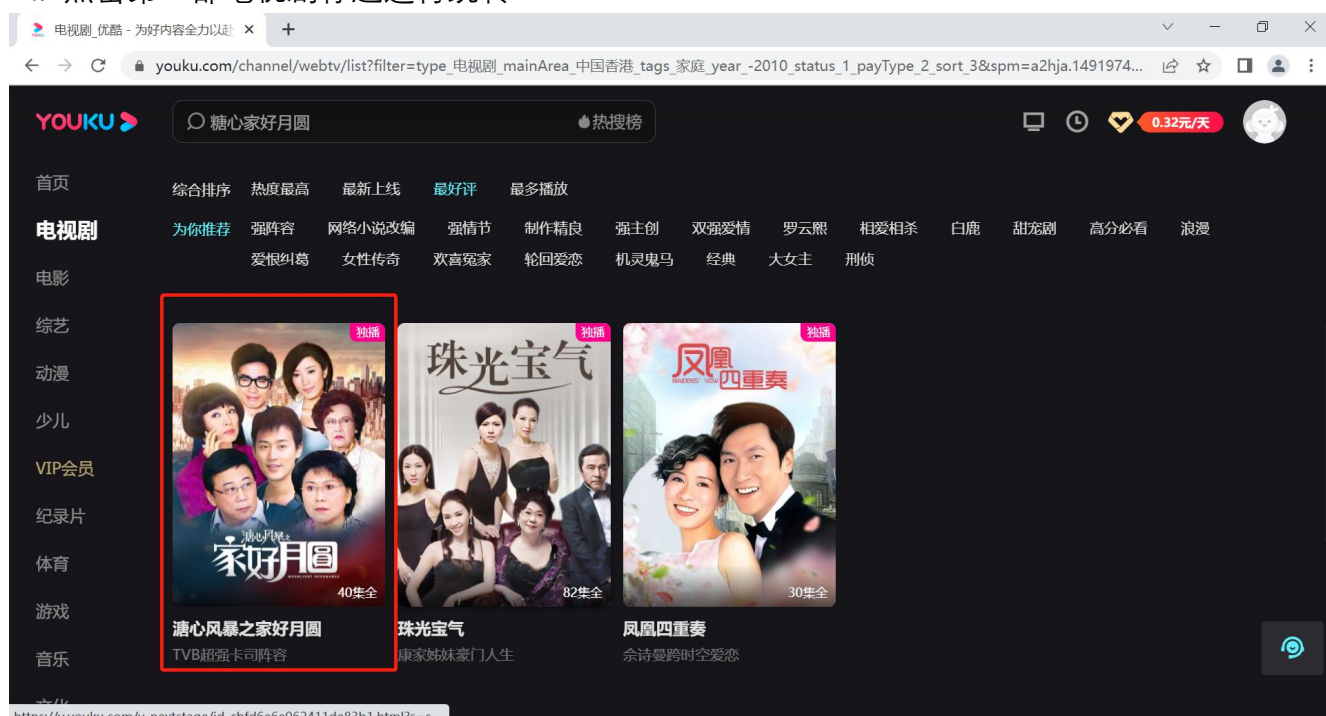 电视剧_优酷 - 为好内容全力以赴
youku.com/channel/webtv/list?filter=type_电视剧_mainArea_中国香港_tags_家庭_year_-2010_status_1_payType_2_sort_3&spm=a2hja.1491974...
YOUKU 糖心家好月圆 热搜榜 0.32元/天
首页
电视剧
电影
综艺
动漫
少儿
VIP会员
纪录片
体育
游戏
音乐
综合排序 热度最高 最新上线 最好评 最多播放
为你推荐 强阵容 网络小说改编 强情节 制作精良 强主创 双强爱情 罗云熙 相爱相杀 白鹿 甜宠剧 高分必看 浪漫
爱恨纠葛 女性传奇 欢喜冤家 轮回爱恋 机灵鬼马 经典 大女主 刑侦
独播
溏心风暴之
家好月圓
MOONLIGHT RESONANCE
40集全
溏心风暴之家好月圆
TVB超强卡司阵容
独播
珠光宝气
82集全
珠光宝气
康家姊妹豪门人生
独播
凤凰四重奏
MAIDENS' VOW
30集全
凤凰四重奏
佘诗曼跨时空爱恋